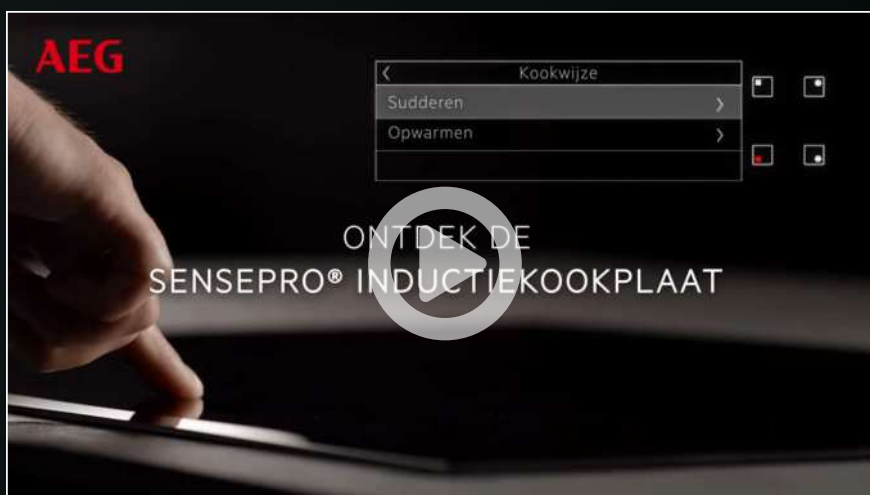 AEG
Kookwijze
Sudderen
Opwarmen
ONTDEK DE
SENSEPRO® INDUCTIEKOOKPLAAT